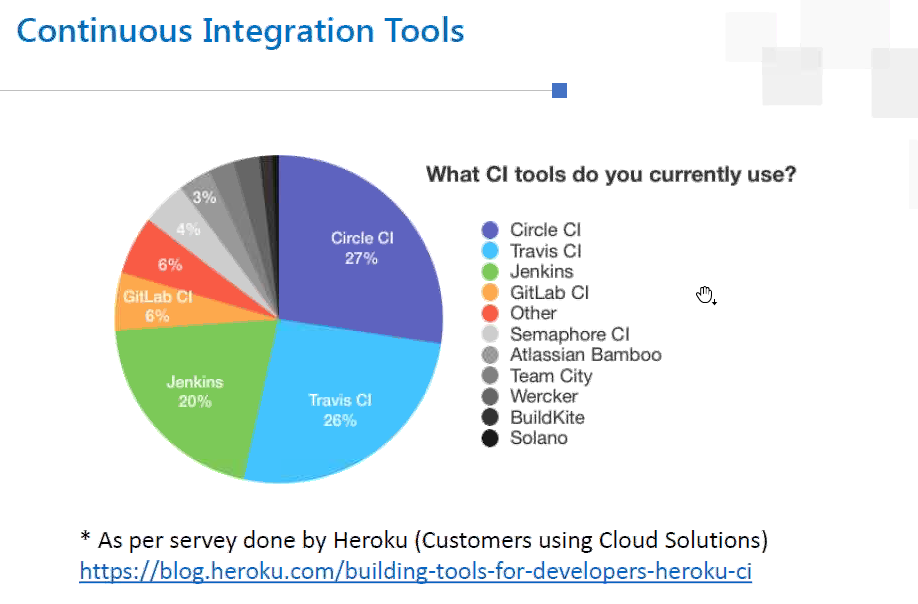 Continuous Integration Tools
What CI tools do you currently use?
Circle CI
27%
Travis CI
26%
Jenkins
20%
GitLab CI
6%
6%
4%
3%
Circle CI
Travis CI
Jenkins
GitLab CI
Other
Semaphore CI
Atlassian Bamboo
Team City
Wercker
BuildKite
Solano
* As per servey done by Heroku (Customers using Cloud Solutions)
https://blog.heroku.com/building-tools-for-developers-heroku-ci